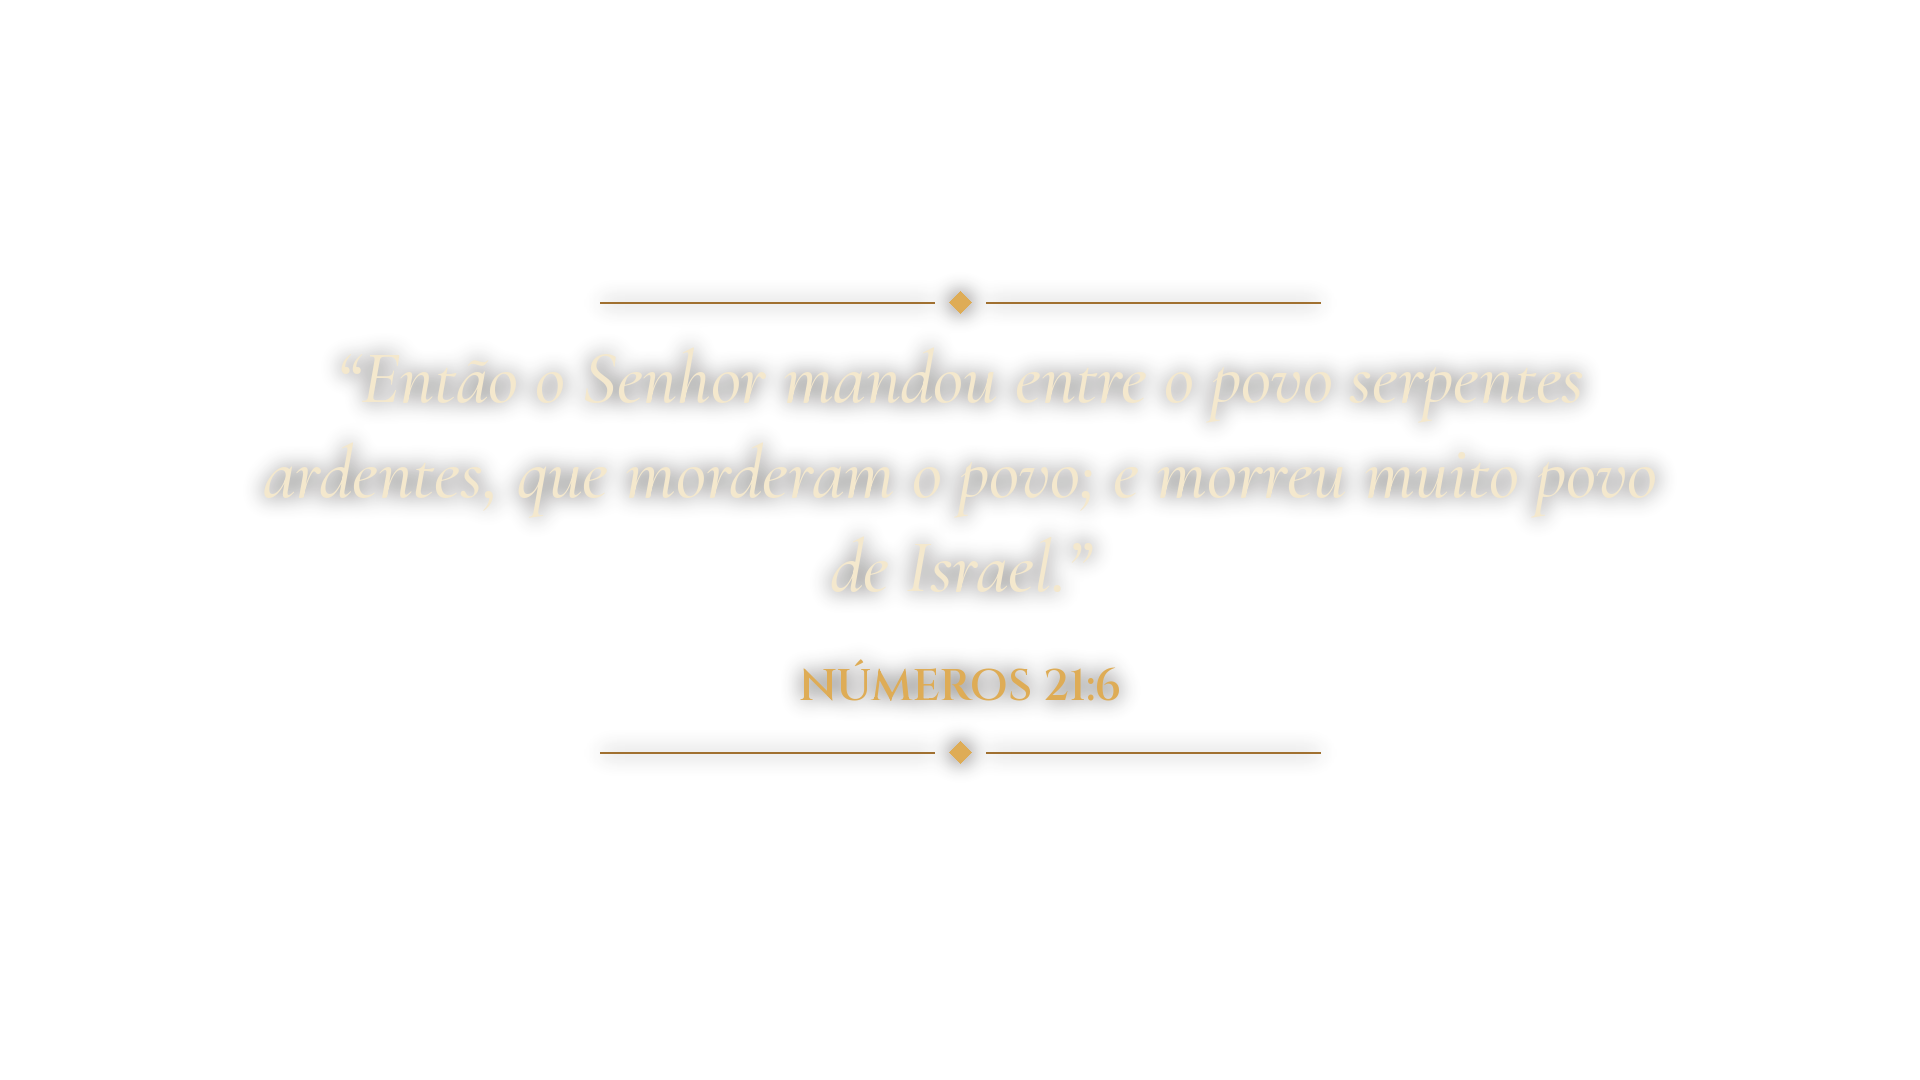 “Então o Senhor mandou entre o povo serpentes
ardentes, que morderam o povo; e morreu muito povo
de Israel.”
NÚMEROS 21:6